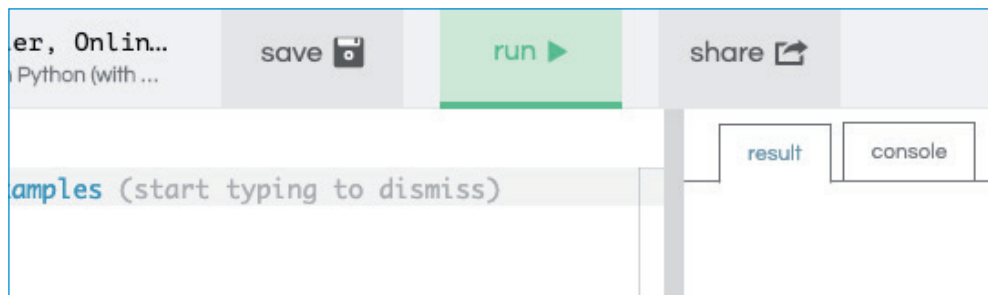 er, Onlin...
Python (with ...
save
run
share
result
console
amples (start typing to dismiss)